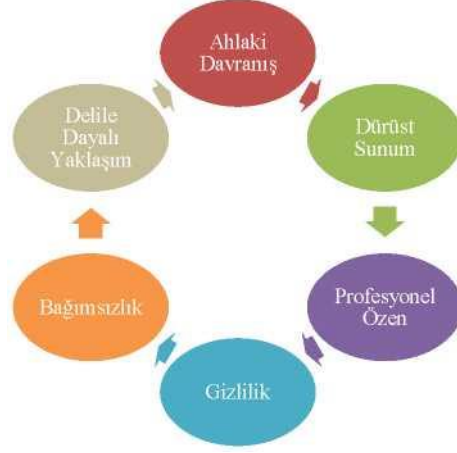 Ahlaki
Davranış
Dürüst
Sunum
Profesyonel
Özen
Gizlilik
Bağımsızlık
Delile
Dayalı
Yaklaşım